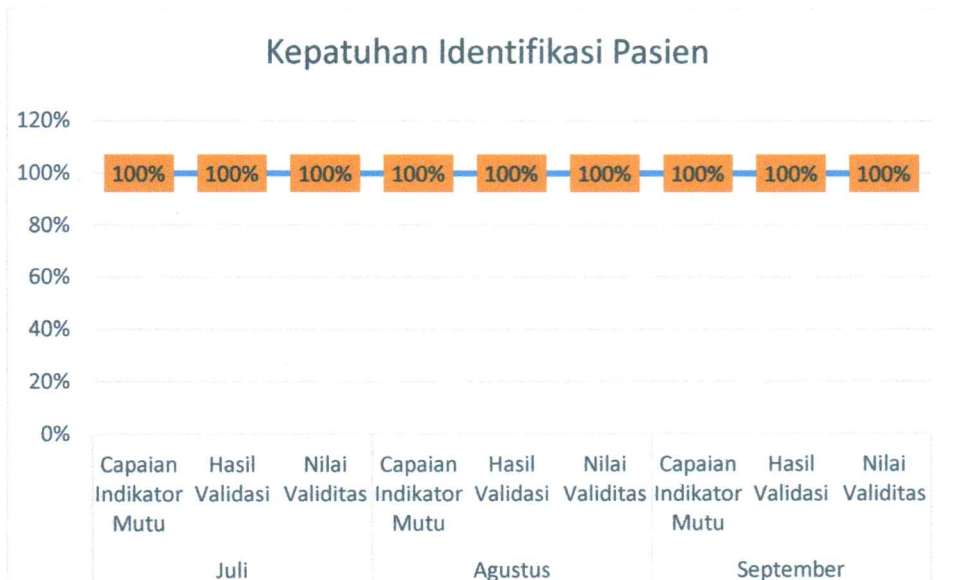 Kepatuhan Identifikasi Pasien
120%
100%
80%
60%
40%
20%
0%
100% 100% 100% 100% 100% 100% 100% 100% 100%
Capaian Hasil Nilai Capaian Hasil Nilai Capaian Hasil Nilai
Indikator Validasi Validitas Indikator Validasi Validitas Indikator Validasi Validitas
Mutu Mutu Mutu
Juli Agustus September